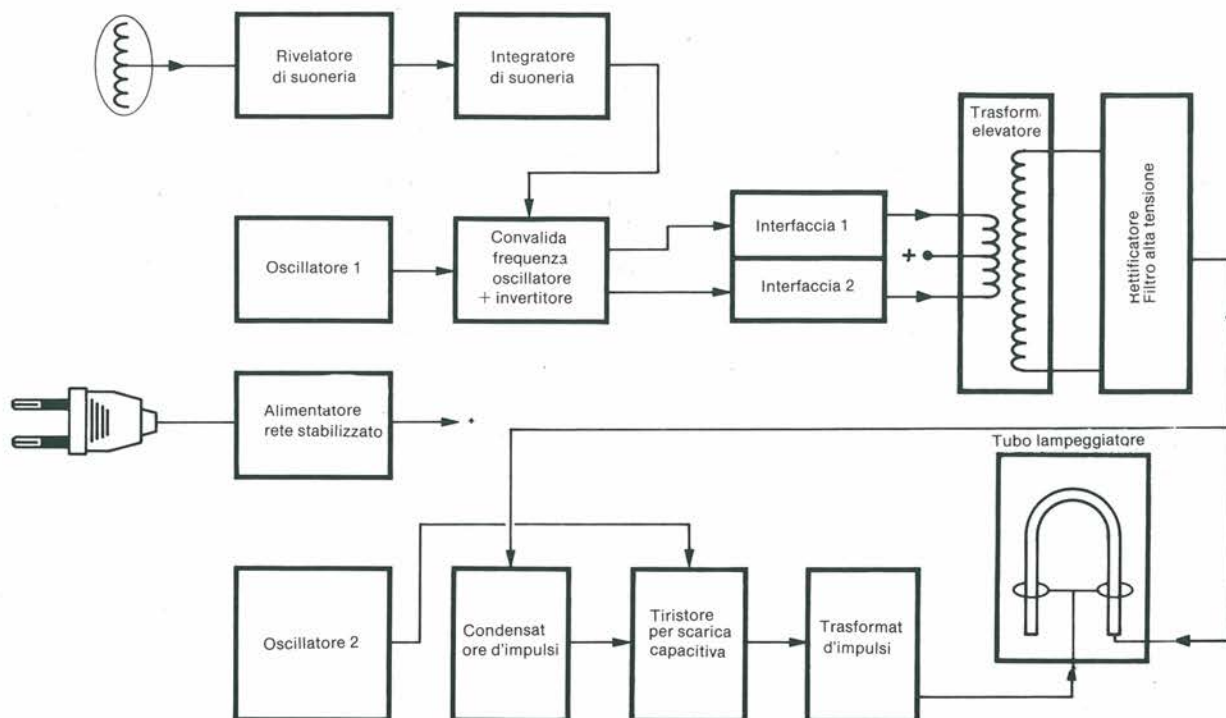 Rivelatore
di suoneria
Integratore
di suoneria
Trasform.
elevatore
Rettificatore
Filtro alta tensione
Oscillatore 1
Convalida
frequenza
oscillatore
+ invertitore
Interfaccia 1
Interfaccia 2
+
Alimentatore
rete stabilizzato
Tubo lampeggiatore
Oscillatore 2
Condensat
ore d'impulsi
Tiristore
per scarica
capacitiva
Trasformat
d'impulsi